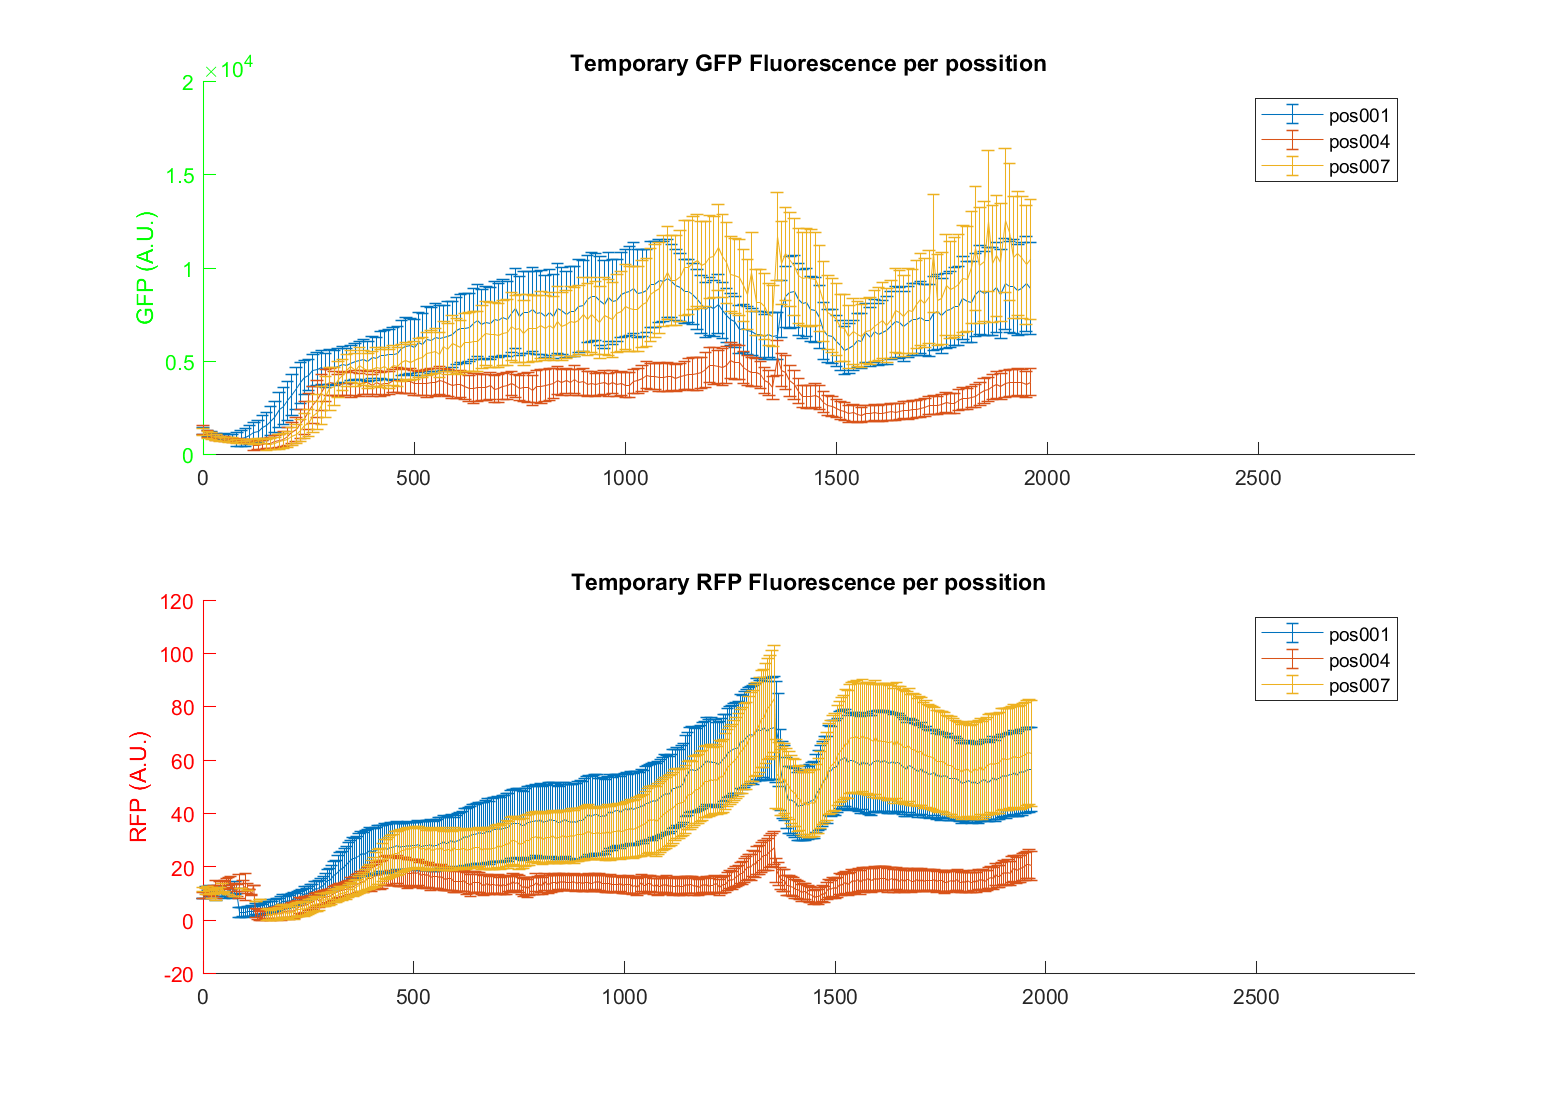 Temporary GFP Fluorescence per possition
×10^4
2
1.5
1
0.5
0
GFP (A.U.)
0 500 1000 1500 2000 2500
pos001
pos004
pos007
Temporary RFP Fluorescence per possition
120
100
80
60
40
20
0
-20
RFP (A.U.)
0 500 1000 1500 2000 2500
pos001
pos004
pos007